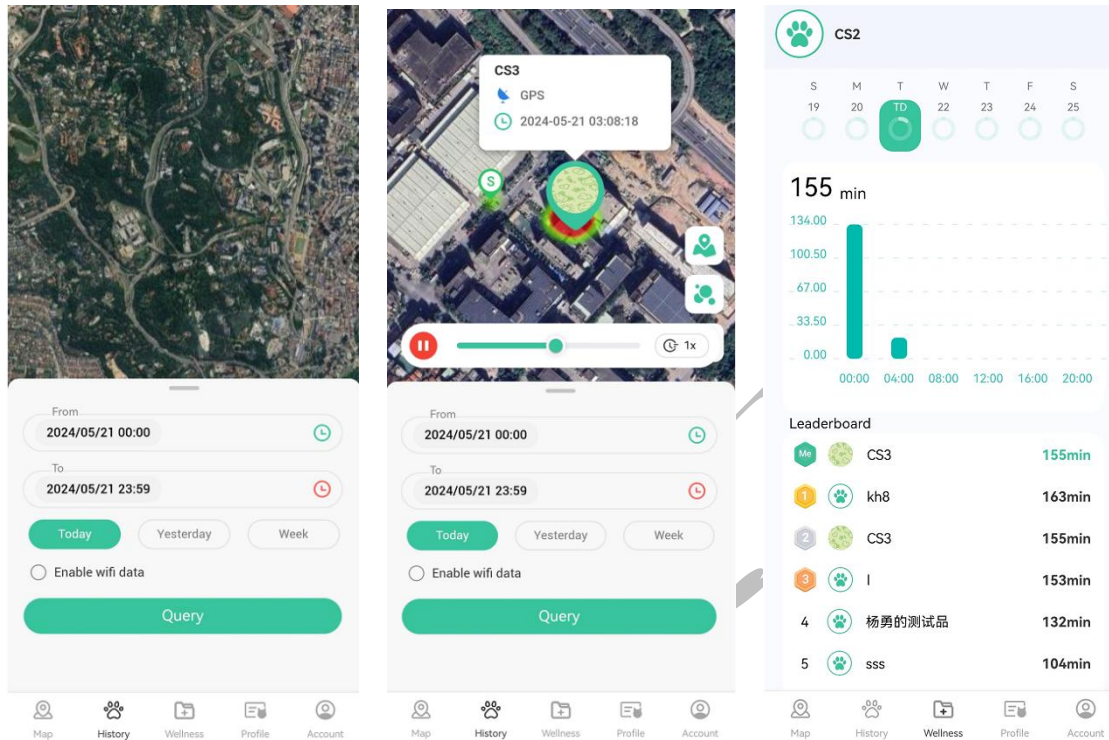 From
2024/05/21 00:00
To
2024/05/21 23:59
Today Yesterday Week
Enable wifi data
Query
Map History Wellness Profile Account
CS3
GPS
2024-05-21 03:08:18
S
1x
From
2024/05/21 00:00
To
2024/05/21 23:59
Today Yesterday Week
Enable wifi data
Query
Map History Wellness Profile Account
CS2
S M T W T F S
19 20 TD 22 23 24 25
155 min
134.00
100.50
67.00
33.50
0.00
00:00 04:00 08:00 12:00 16:00 20:00
Leaderboard
Me CS3 155min
1 kh8 163min
2 CS3 155min
3 l 153min
4 杨勇的测试品 132min
5 sss 104min
Map History Wellness Profile Account